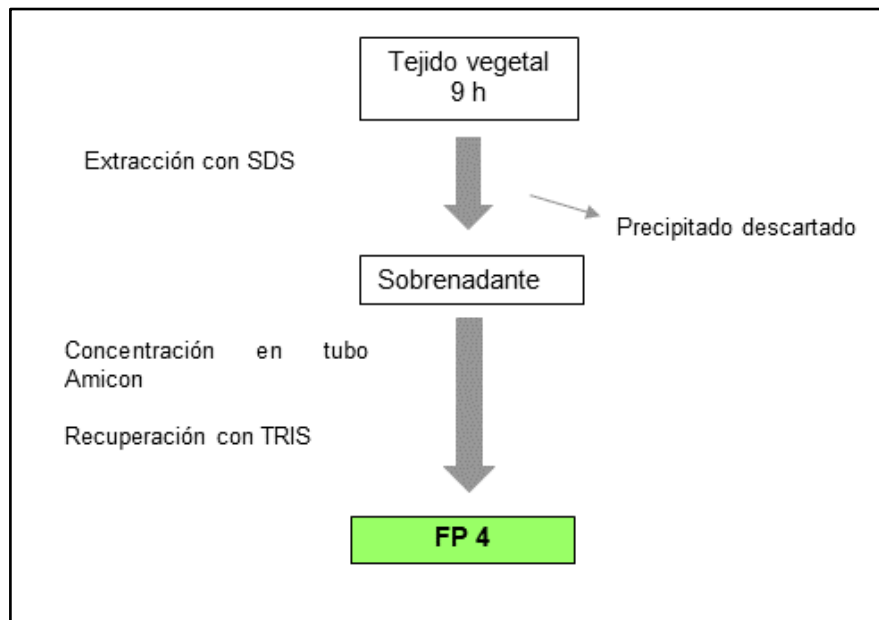 Tejido vegetal
9 h
Extracción con SDS
Precipitado descartado
Sobrenadante
Concentración en tubo
Amicon
Recuperación con TRIS
FP 4